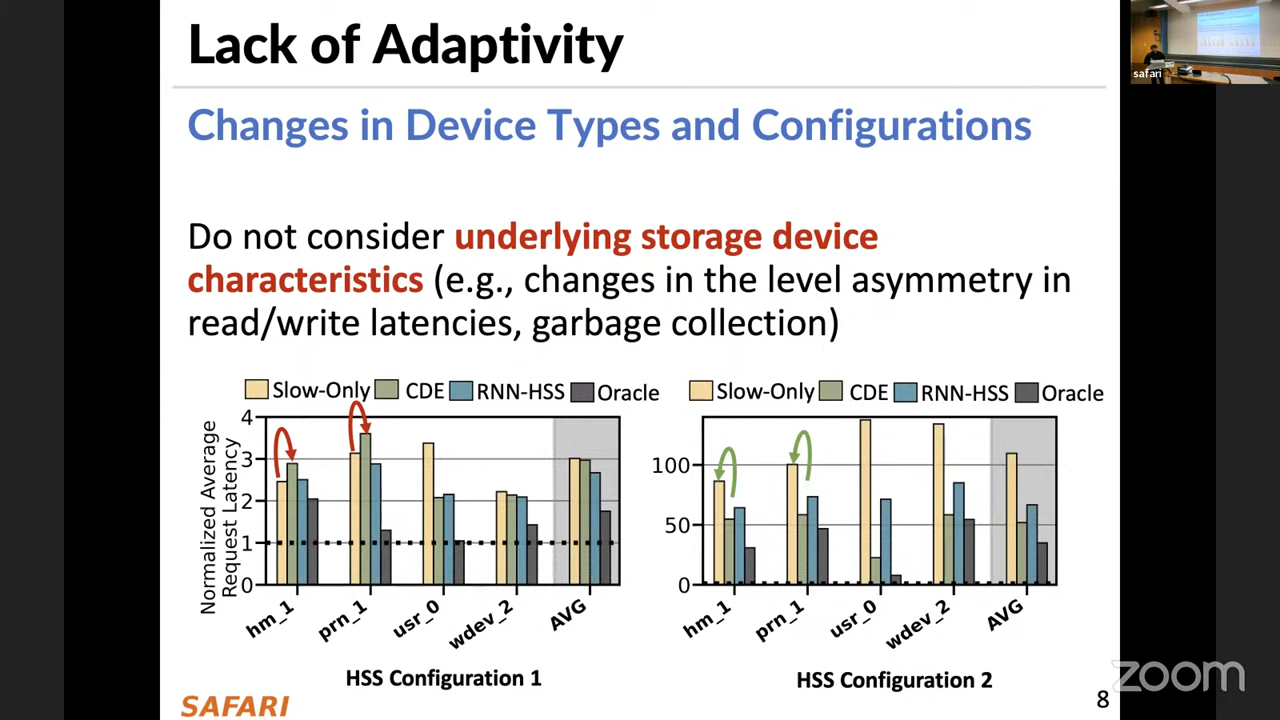 Lack of Adaptivity
safari
Changes in Device Types and Configurations
Do not consider underlying storage device
characteristics (e.g., changes in the level asymmetry in
read/write latencies, garbage collection)
Slow-Only CDE RNN-HSS Oracle
Normalized Average
Request Latency
4
3
2
1
0
hm_1 prn_1 usr_0 wdev_2 AVG
HSS Configuration 1
Slow-Only CDE RNN-HSS Oracle
100
50
0
hm_1 prn_1 usr_0 wdev_2 AVG
HSS Configuration 2
SAFARI
8
zoom